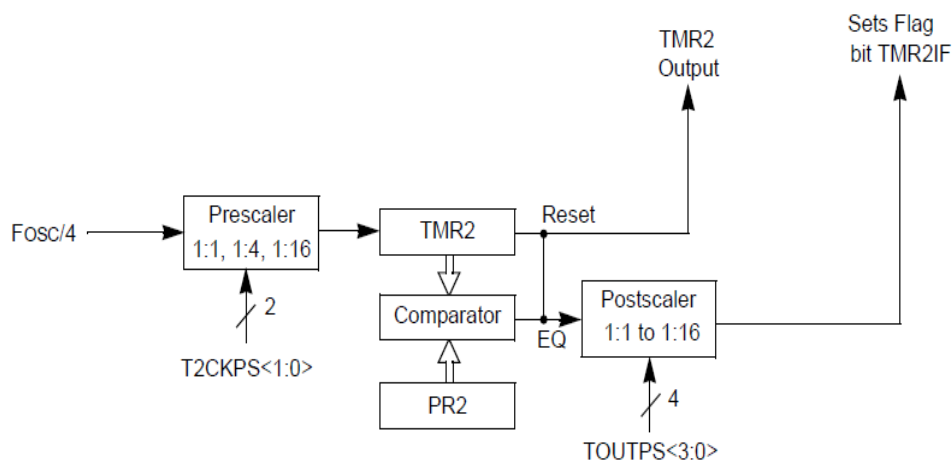 TMR2
Output
Sets Flag
bit TMR2IF
Fosc/4
Prescaler
1:1, 1:4, 1:16
2
T2CKPS<1:0>
TMR2
Reset
Comparator
EQ
PR2
Postscaler
1:1 to 1:16
4
TOUTPS<3:0>